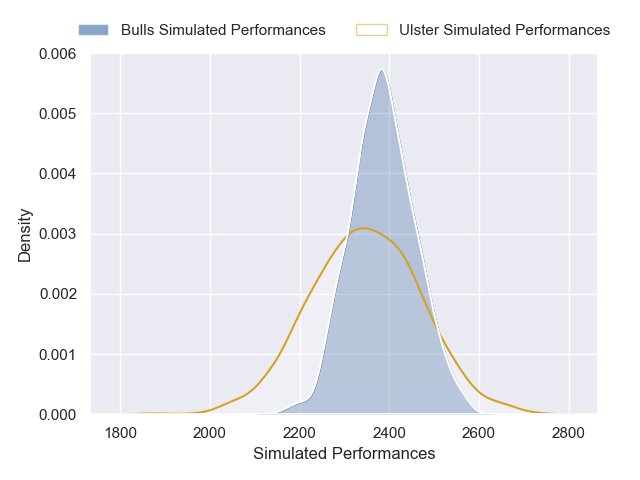 Bulls Simulated Performances Ulster Simulated Performances
0.006
0.005
0.004
0.003
0.002
0.001
0.000
Density
1800 2000 2200 2400 2600 2800
Simulated Performances